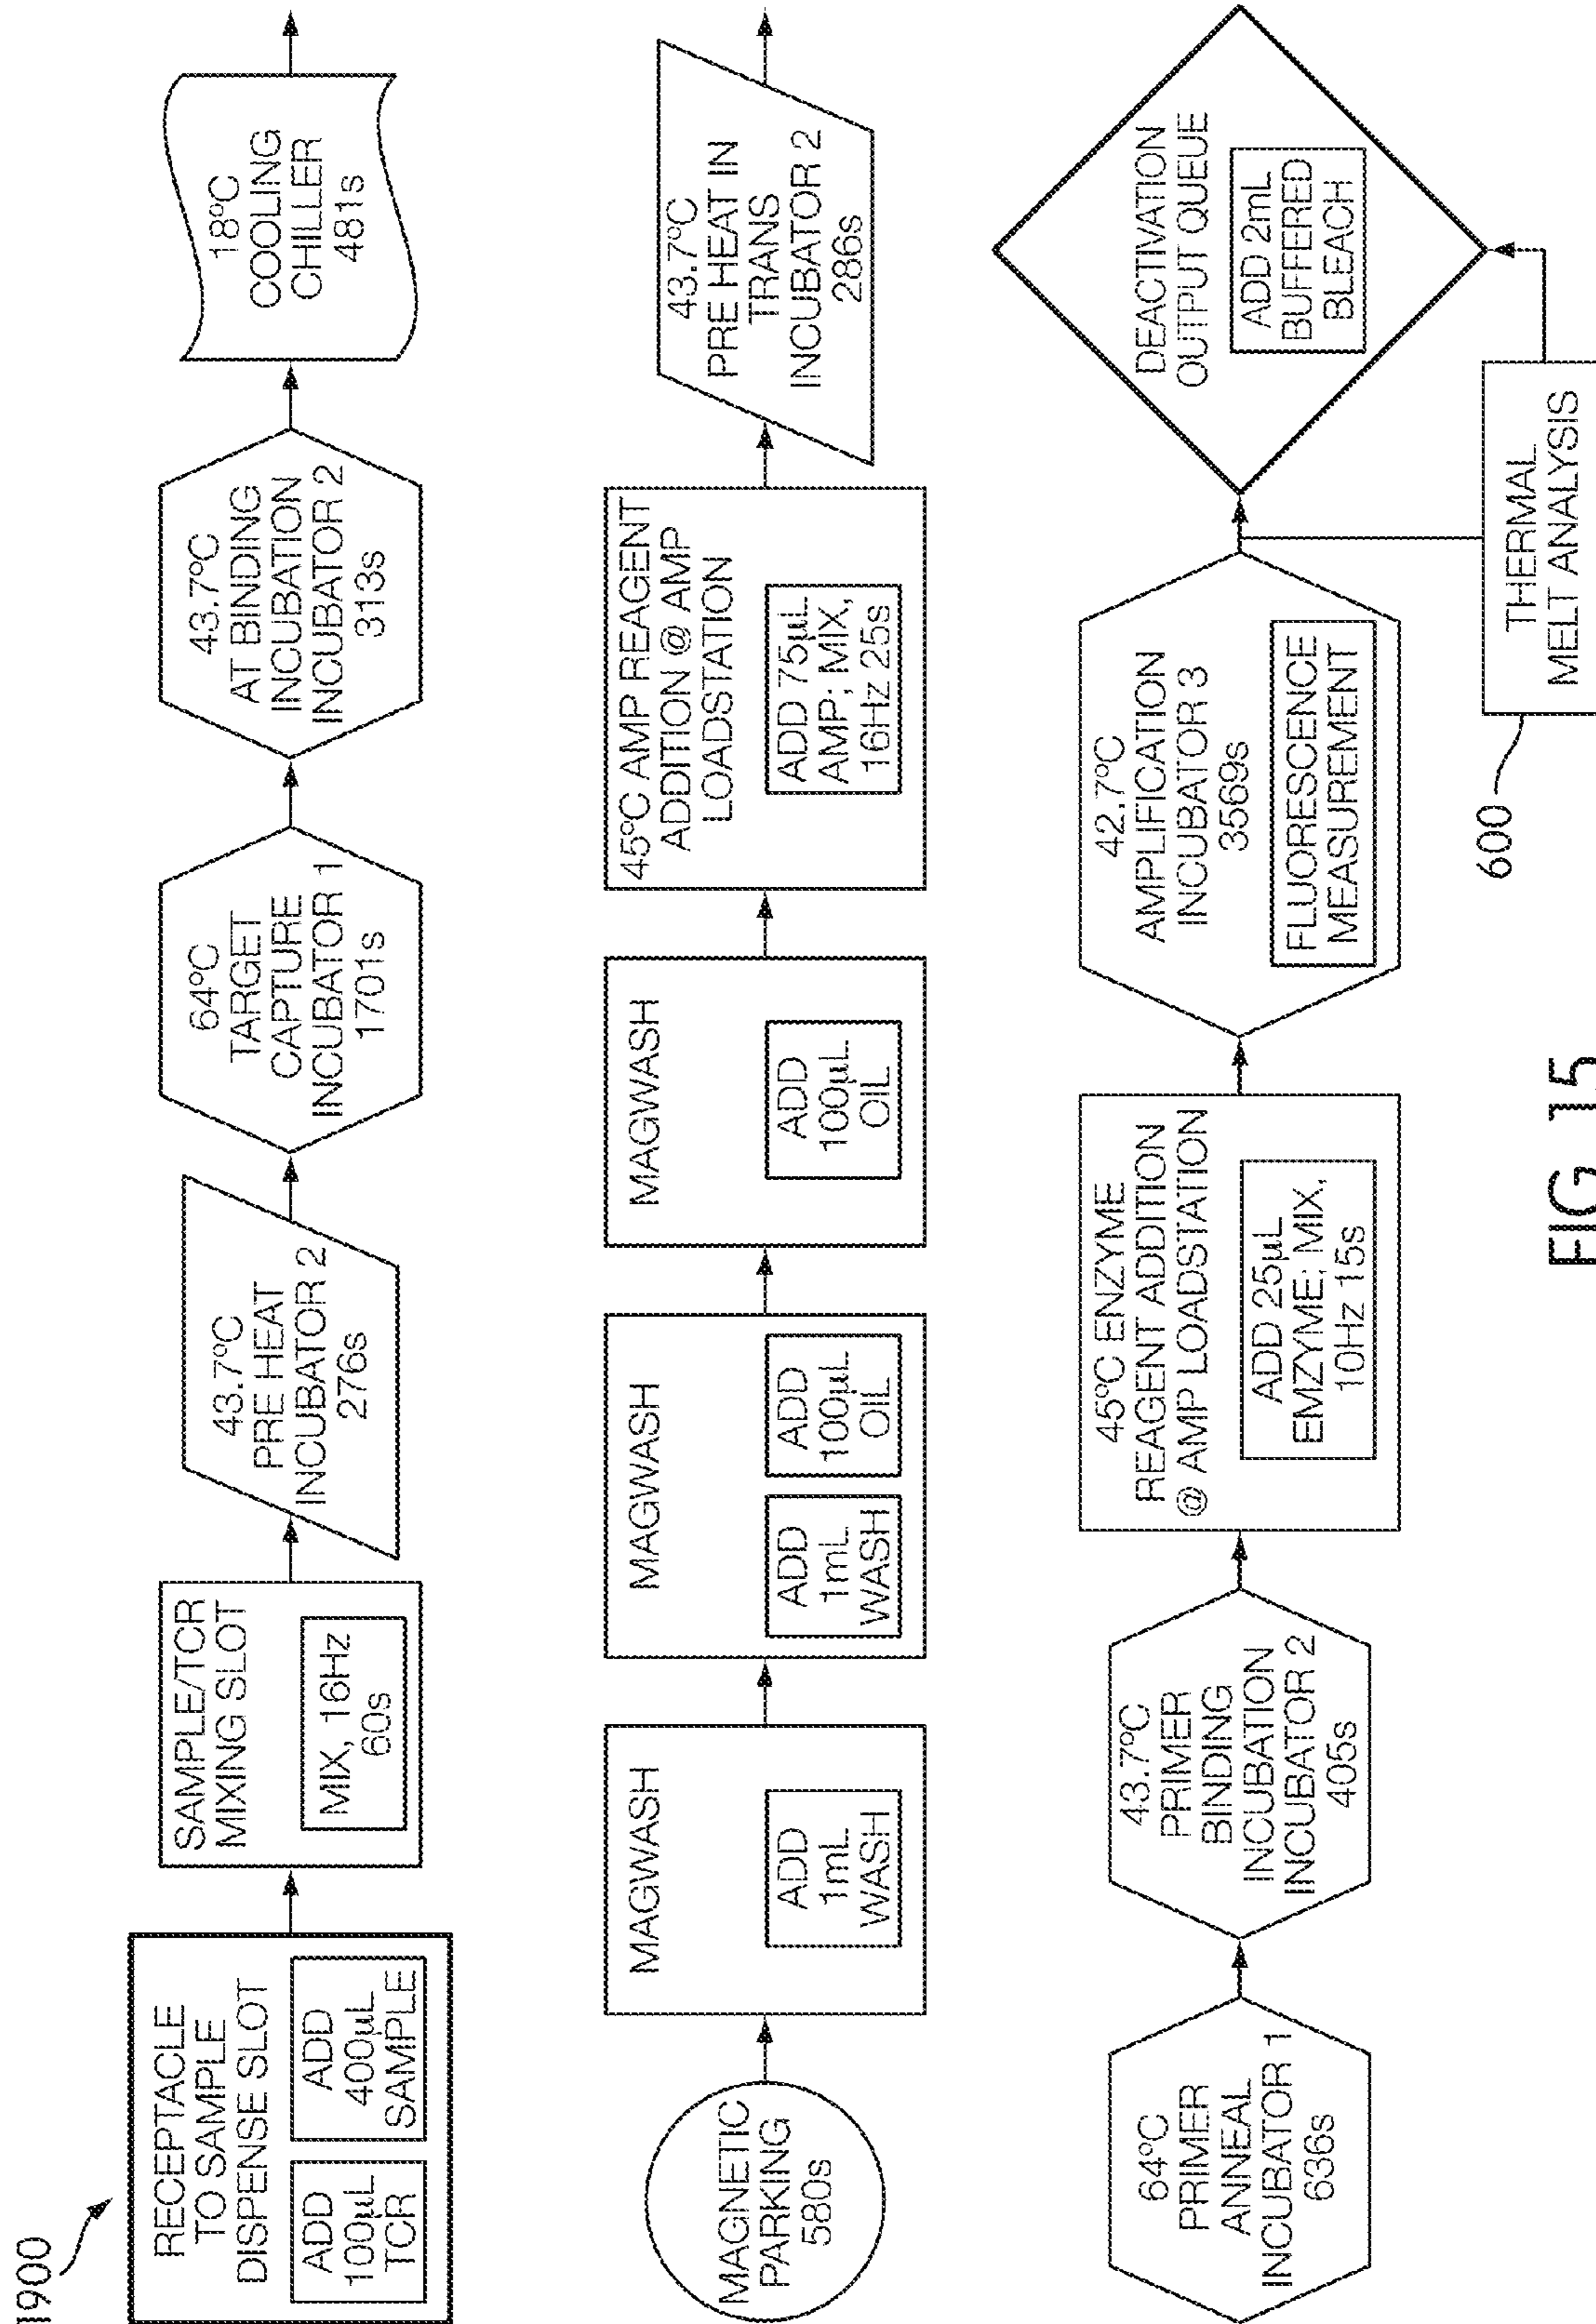 1900
RECEPTACLE
TO SAMPLE
DISPENSE SLOT
ADD
100µL
TCR
ADD
400µL
SAMPLE
SAMPLE/TCR
MIXING SLOT
MIX, 16Hz
60s
43.7°C
PRE HEAT
INCUBATOR 2
276s
64°C
TARGET
CAPTURE
INCUBATOR 1
1701s
43.7°C
AT BINDING
INCUBATION
INCUBATOR 2
313s
18°C
COOLING
CHILLER
481s
MAGNETIC
PARKING
580s
MAGWASH
ADD
1mL
WASH
MAGWASH
ADD
1mL
WASH
ADD
100µL
OIL
MAGWASH
ADD
100µL
OIL
45°C AMP REAGENT
ADDITION @ AMP
LOADSTATION
ADD 75µL
AMP; MIX,
16Hz 25s
43.7°C
PRE HEAT IN
TRANS
INCUBATOR 2
286s
64°C
PRIMER
ANNEAL
INCUBATOR 1
636s
43.7°C
PRIMER
BINDING
INCUBATION
INCUBATOR 2
405s
45°C ENZYME
REAGENT ADDITION
@ AMP LOADSTATION
ADD 25µL
EMZYME; MIX,
10Hz 15s
42.7°C
AMPLIFICATION
INCUBATOR 3
3569s
FLUORESCENCE
MEASUREMENT
DEACTIVATION
OUTPUT QUEUE
ADD 2mL
BUFFERED
BLEACH
600
THERMAL
MELT ANALYSIS
FIG. 15